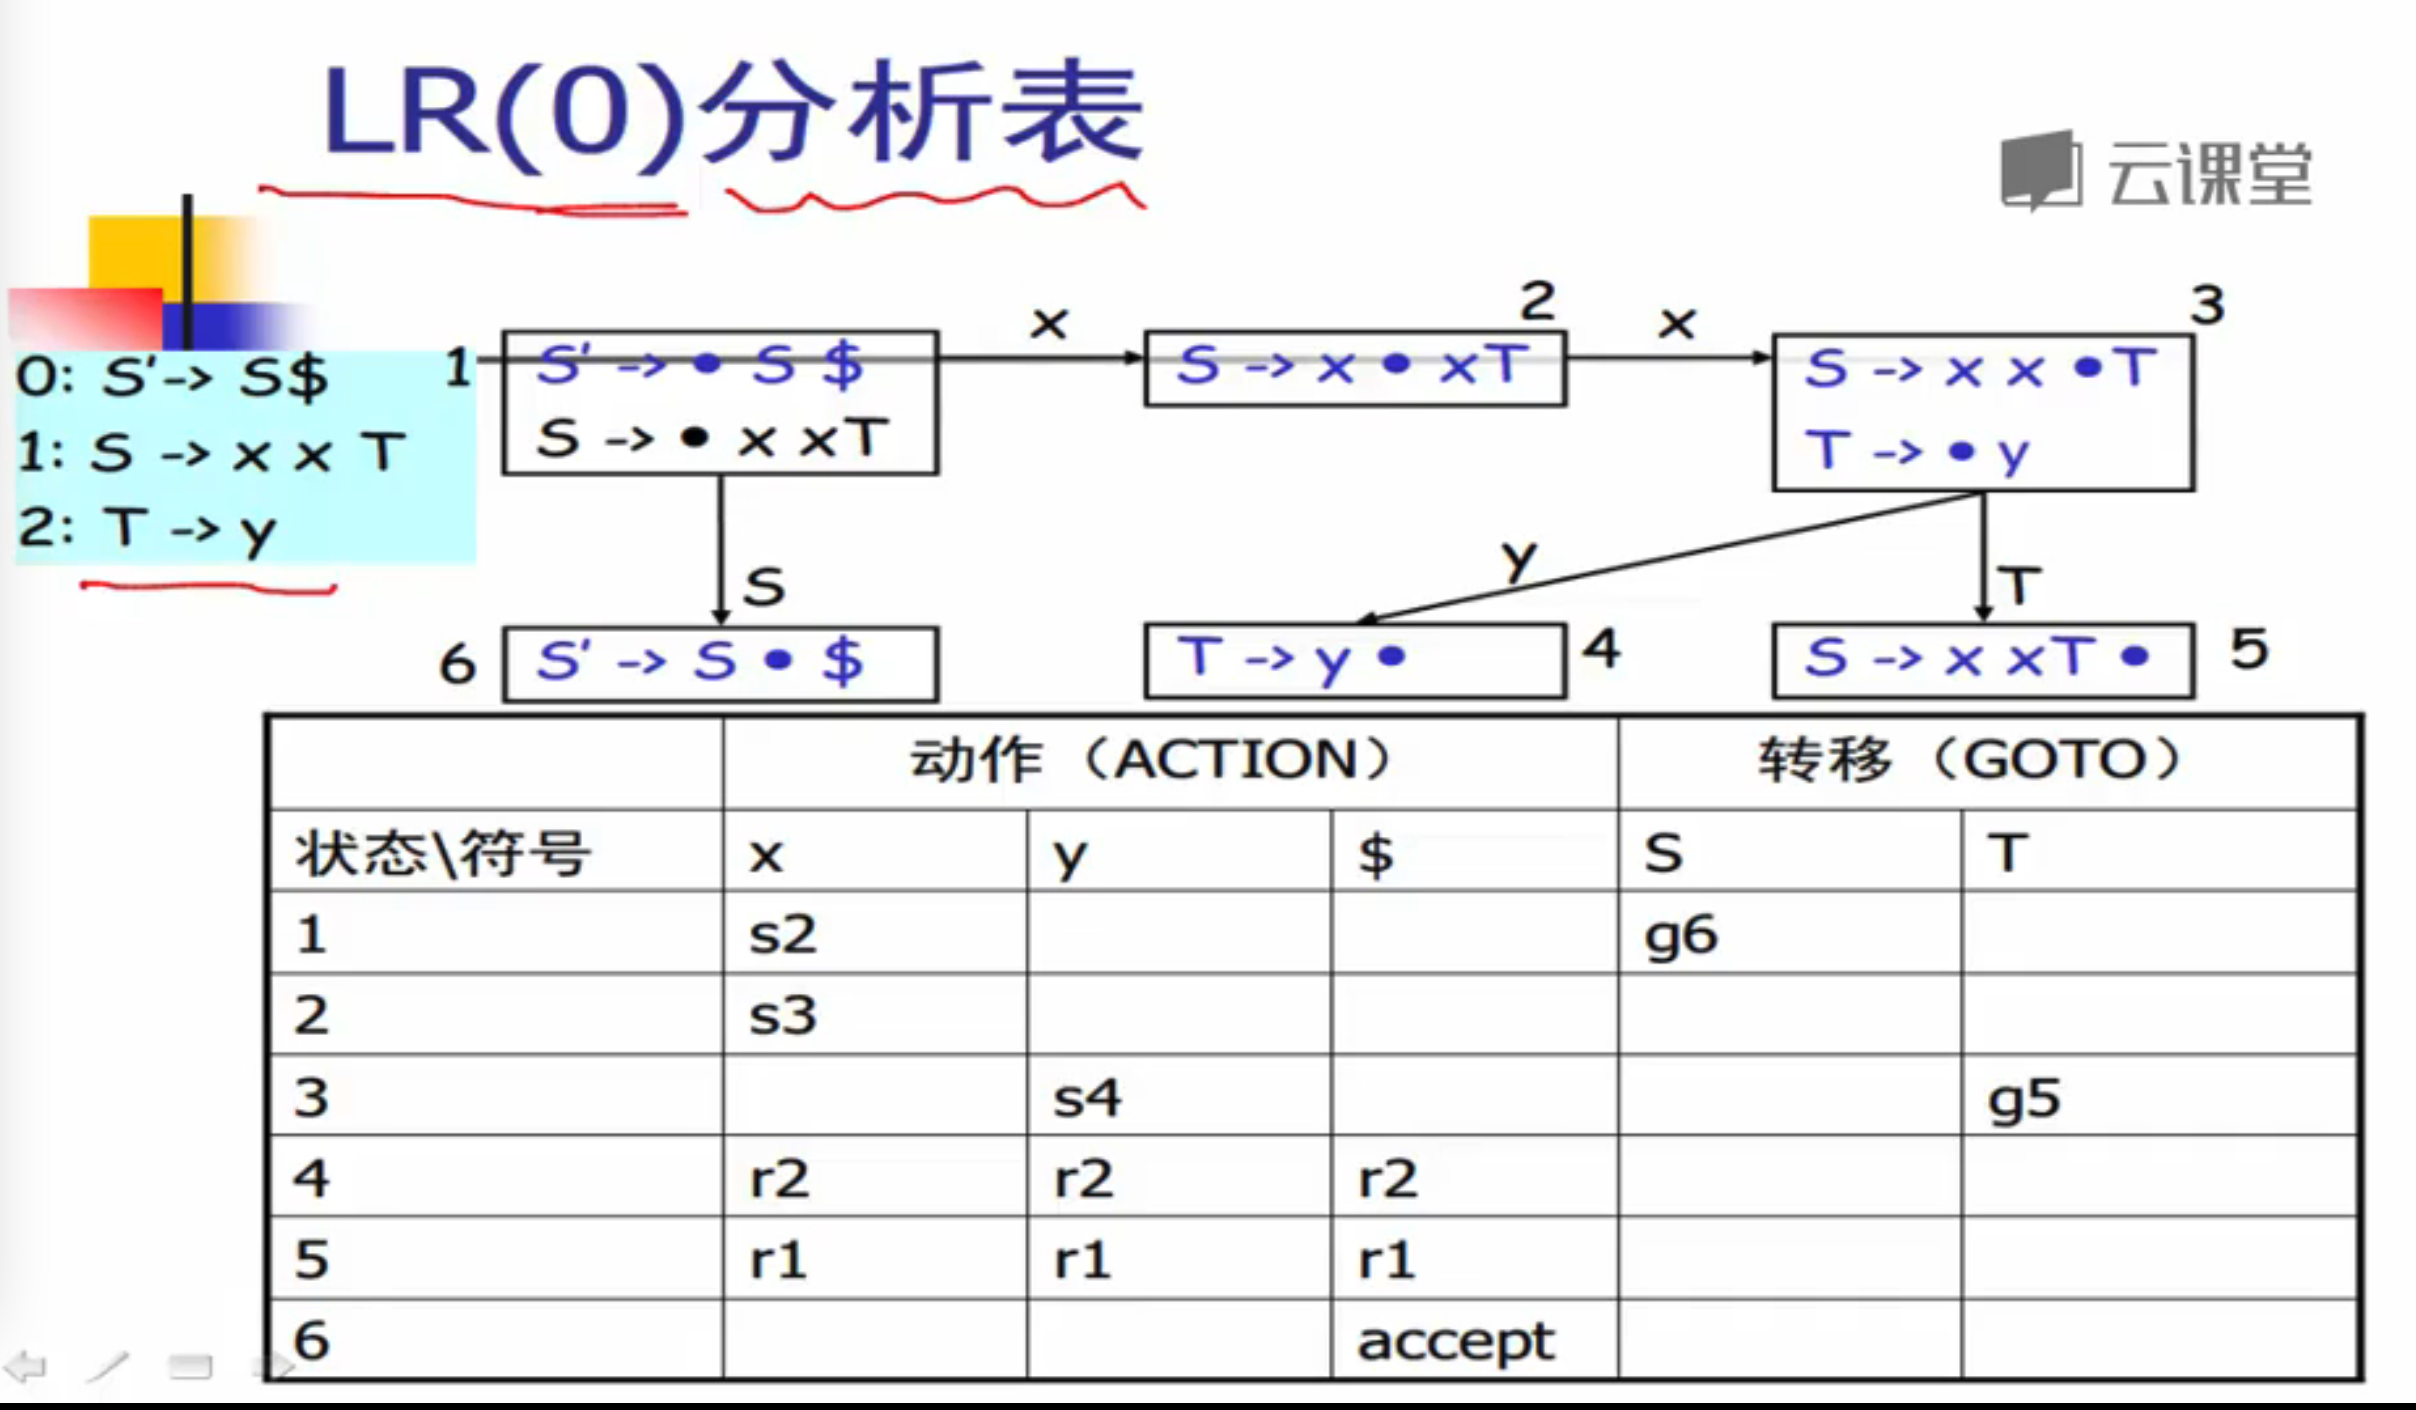 LR(0)分析表
云课堂
0: S'-> S$
1: S -> x x T
2: T -> y
1
S' -> • S $
S -> • x xT
x
2
S -> x • xT
x
3
S -> x x •T
T -> • y
S
y
T
6
S' -> S • $
T -> y •
4
S -> x xT •
5
动作（ACTION） 转移（GOTO）
状态\符号 x y $ S T
1 s2 g6
2 s3
3 s4 g5
4 r2 r2 r2
5 r1 r1 r1
6 accept